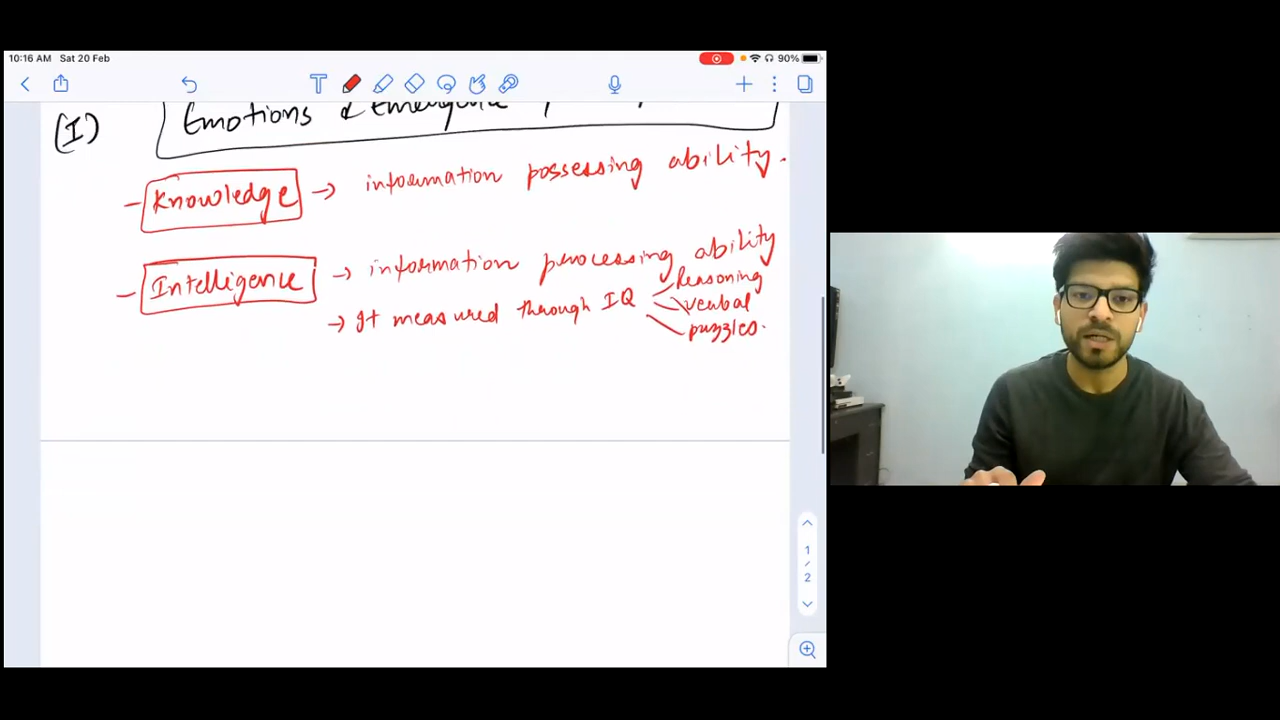 10:16 AM Sat 20 Feb
90%
T
(I) Emotions &
- Knowledge → information possessing ability.
- Intelligence → information processing ability
→ It measured through IQ
reasoning
verbal
puzzles.
1
/
2